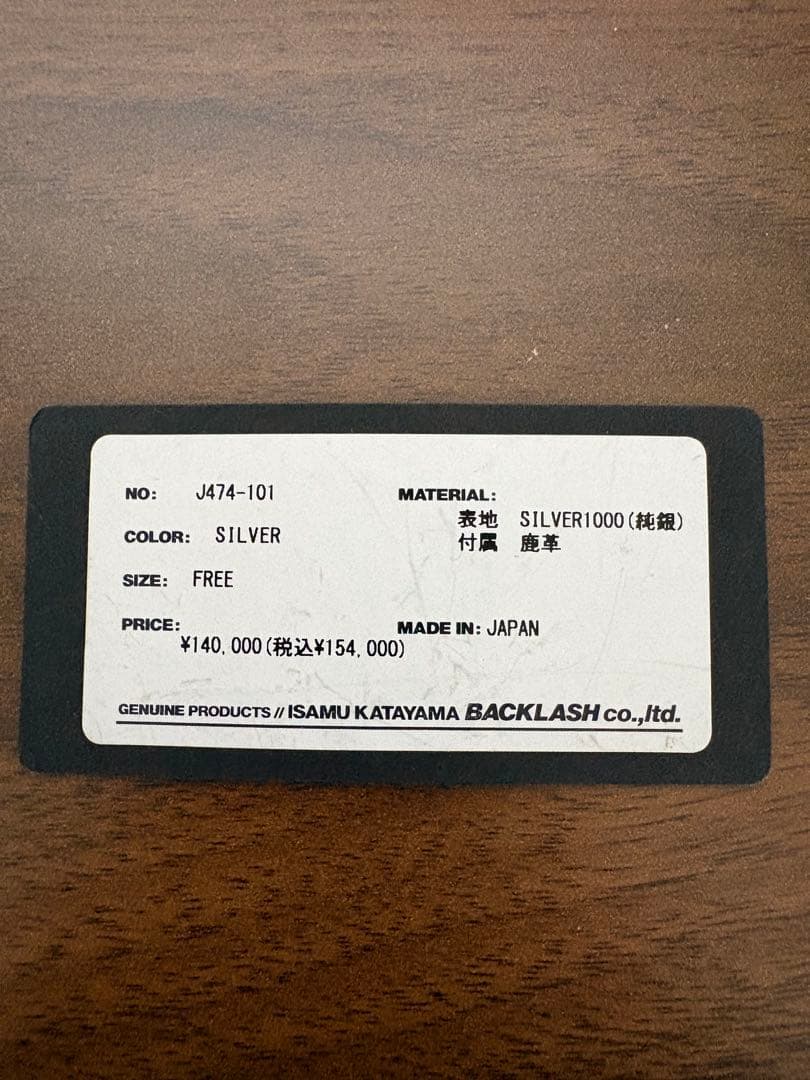 NO: J474-101
COLOR: SILVER
SIZE: FREE
PRICE:
¥140,000(税込¥154,000)
MATERIAL:
表地 SILVER1000(純銀)
付属 鹿革
MADE IN: JAPAN
GENUINE PRODUCTS // ISAMU KATAYAMA BACKLASH co.,ltd.